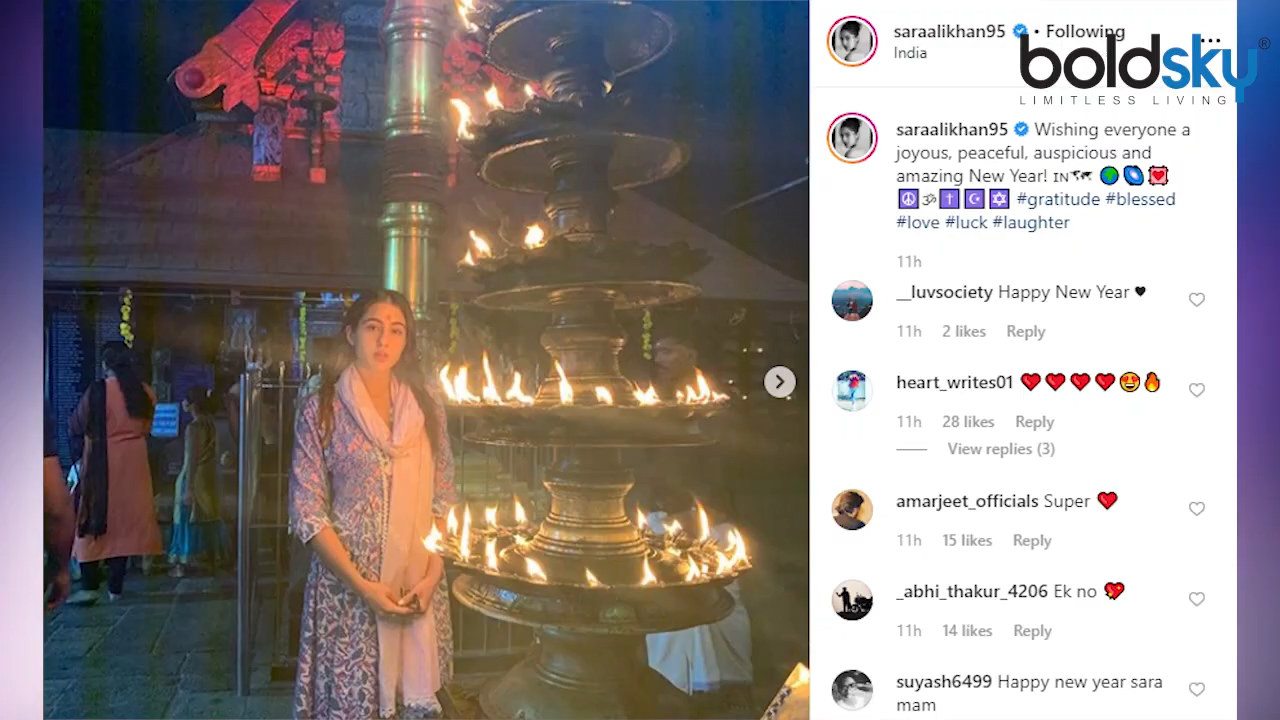 saraalikhan95 • Following
India
boldsky®
LIMITLESS LIVING
saraalikhan95 Wishing everyone a
joyous, peaceful, auspicious and
amazing New Year! 🇮🇳🗺 🌍🌌💟
☮🕉✝☪✡ #gratitude #blessed
#love #luck #laughter
11h
__luvsociety Happy New Year ♥
11h 2 likes Reply
heart_writes01 ❤❤❤❤😍🔥
11h 28 likes Reply
View replies (3)
amarjeet_officials Super ❤
11h 15 likes Reply
_abhi_thakur_4206 Ek no 💖
11h 14 likes Reply
suyash6499 Happy new year sara
mam